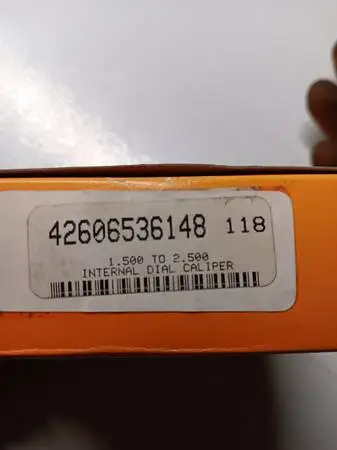 42606536148 118
1.500 TO 2.500
INTERNAL DIAL CALIPER